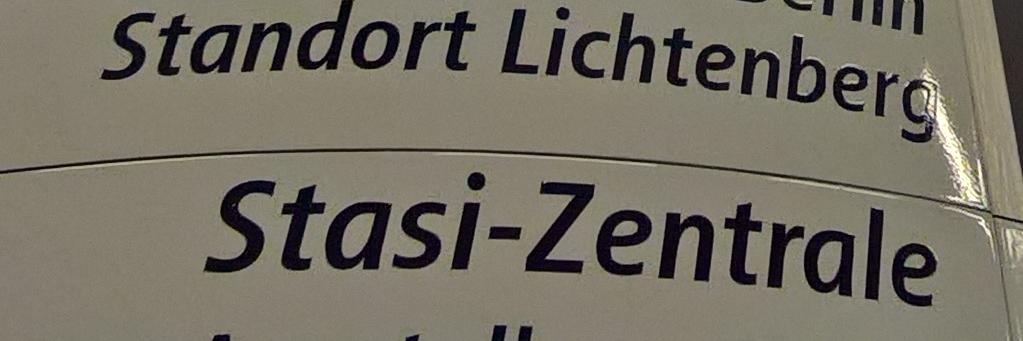 Standort Lichtenberg
Stasi-Zentrale